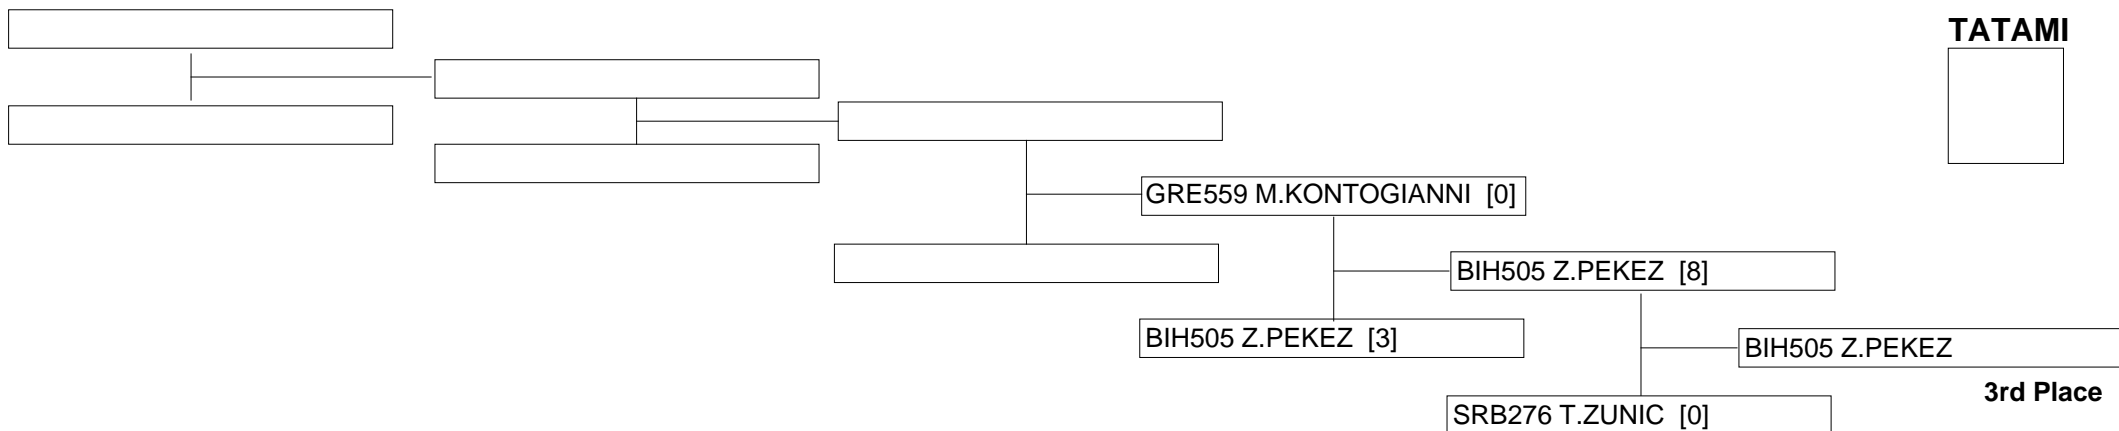 TATAMI
GRE559 M.KONTOGIANNI [0]
BIH505 Z.PEKEZ [8]
BIH505 Z.PEKEZ [3]
BIH505 Z.PEKEZ
3rd Place
SRB276 T.ZUNIC [0]